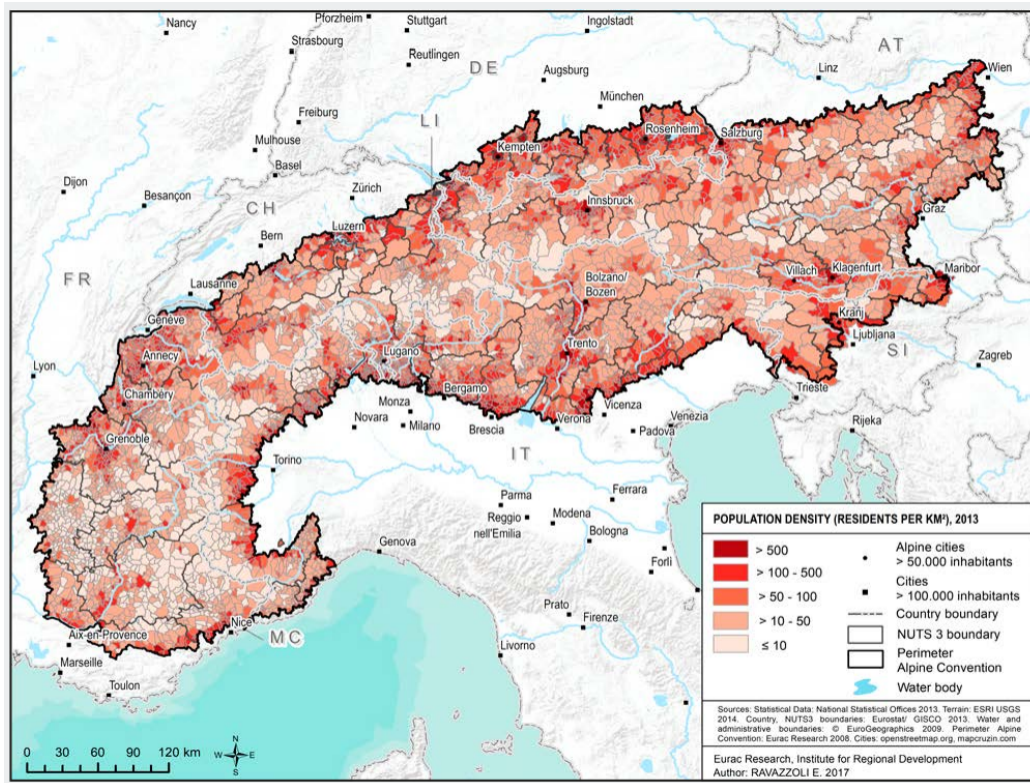 Nancy
Pforzheim
Stuttgart
Ingolstadt
AT
Strasbourg
Reutlingen
DE
Linz
Wien
Augsburg
München
Freiburg
LI
Rosenheim
Salzburg
Mulhouse
Kempten
Basel
Dijon
Besançon
Zürich
Innsbruck
CH
Luzern
Graz
Bern
FR
Bolzano/
Bozen
Villach
Klagenfurt
Maribor
Lausanne
Kranj
Genève
Ljubljana
SI
Annecy
Lugano
Trento
Zagreb
Lyon
Chambéry
Bergamo
Trieste
Monza
Vicenza
Novara
Milano
Brescia
Verona
Padova
Venezia
Rijeka
Grenoble
IT
Torino
Parma
Ferrara
Reggio
nell'Emilia
Modena
Bologna
Genova
Forlì
Prato
Firenze
Nice
MC
Aix-en-Provence
Livorno
Marseille
Toulon
0 30 60 90 120 km
N
W E
S
POPULATION DENSITY (RESIDENTS PER KM²), 2013
> 500
> 100 - 500
> 50 - 100
> 10 - 50
≤ 10
Alpine cities
> 50.000 inhabitants
Cities
> 100.000 inhabitants
Country boundary
NUTS 3 boundary
Perimeter
Alpine Convention
Water body
Sources: Statistical Data: National Statistical Offices 2013. Terrain: ESRI USGS
2014. Country, NUTS3 boundaries: Eurostat/ GISCO 2013. Water and
administrative boundaries: © EuroGeographics 2009. Perimeter Alpine
Convention: Eurac Research 2008. Cities: openstreetmap.org, mapcruzin.com
Eurac Research, Institute for Regional Development
Author: RAVAZZOLI E. 2017